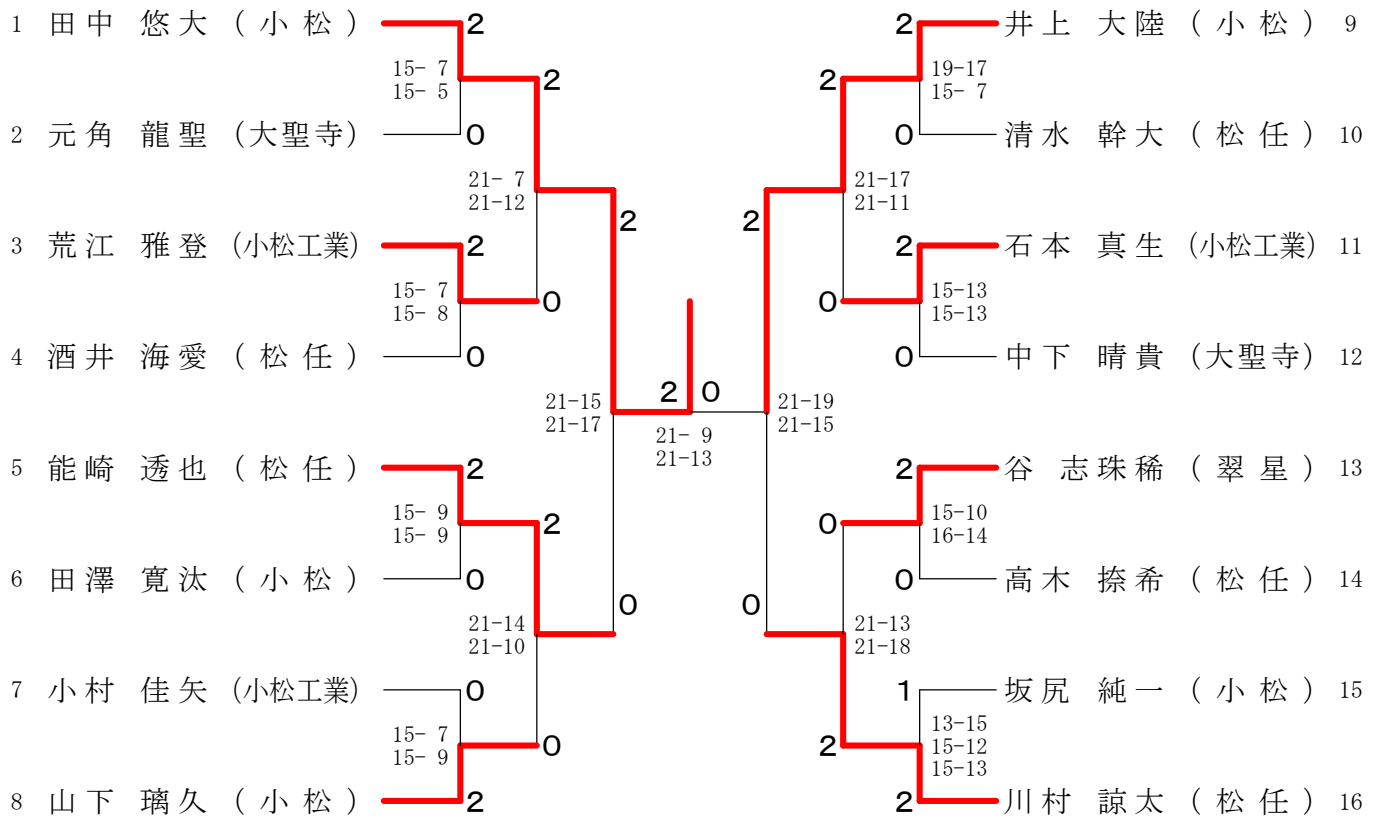 1 田中 悠大 (小松) 2
15- 7
15- 5
2
2 元角 龍聖 (大聖寺) 0
21- 7
21-12
2
3 荒江 雅登 (小松工業) 2
15- 7
15- 8
0
4 酒井 海愛 (松任) 0
21-15
21-17
5 能崎 透也 (松任) 2
15- 9
15- 9
2
6 田澤 寛汰 (小松) 0
21-14
21-10
0
7 小村 佳矢 (小松工業) 0
15- 7
15- 9
0
8 山下 璃久 (小松) 2
2 0
21- 9
21-13
2 井上 大陸 (小松) 9
2
19-17
15- 7
0 清水 幹大 (松任) 10
2
21-17
21-11
2 石本 真生 (小松工業) 11
0
15-13
15-13
0 中下 晴貴 (大聖寺) 12
21-19
21-15
2 谷 志珠稀 (翠星) 13
0
15-10
16-14
0 高木 捺希 (松任) 14
0
21-13
21-18
1 坂尻 純一 (小松) 15
2
13-15
15-12
15-13
2 川村 諒太 (松任) 16